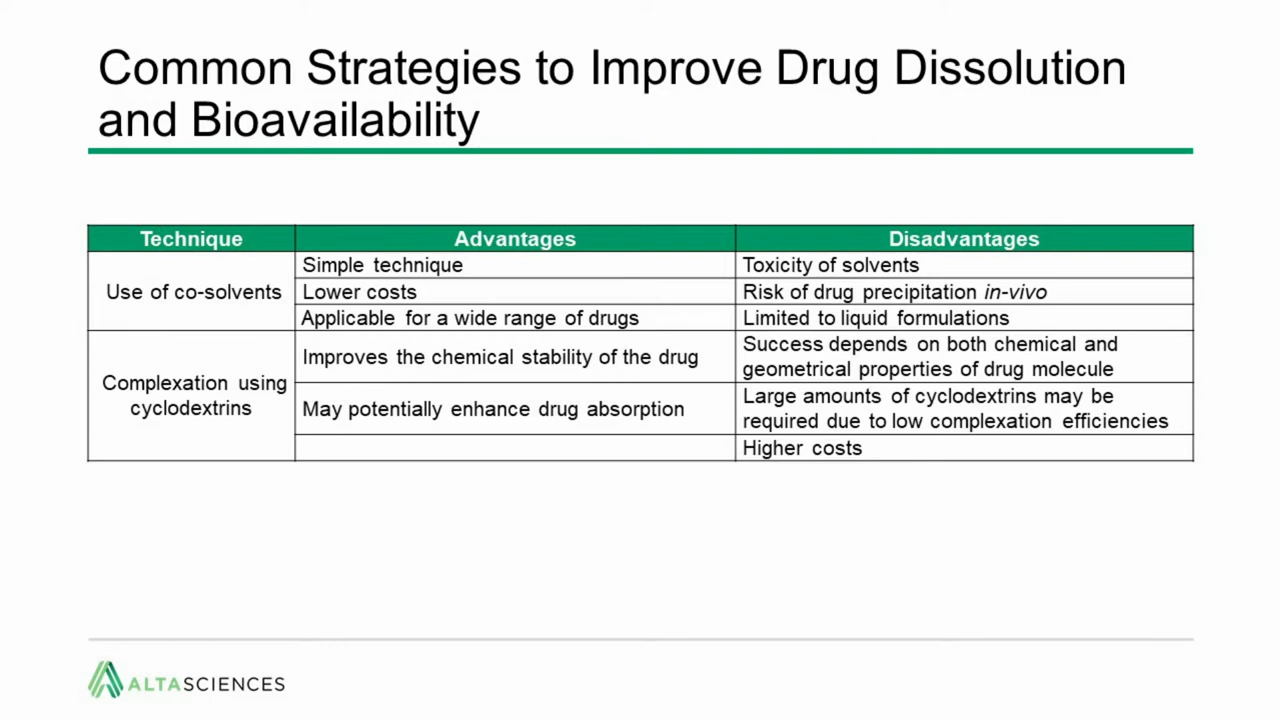 Common Strategies to Improve Drug Dissolution
and Bioavailability
Technique
Advantages
Disadvantages
Use of co-solvents
Simple technique
Toxicity of solvents
Lower costs
Risk of drug precipitation in-vivo
Applicable for a wide range of drugs
Limited to liquid formulations
Complexation using
cyclodextrins
Improves the chemical stability of the drug
Success depends on both chemical and
geometrical properties of drug molecule
May potentially enhance drug absorption
Large amounts of cyclodextrins may be
required due to low complexation efficiencies
Higher costs
ALTASCIENCES